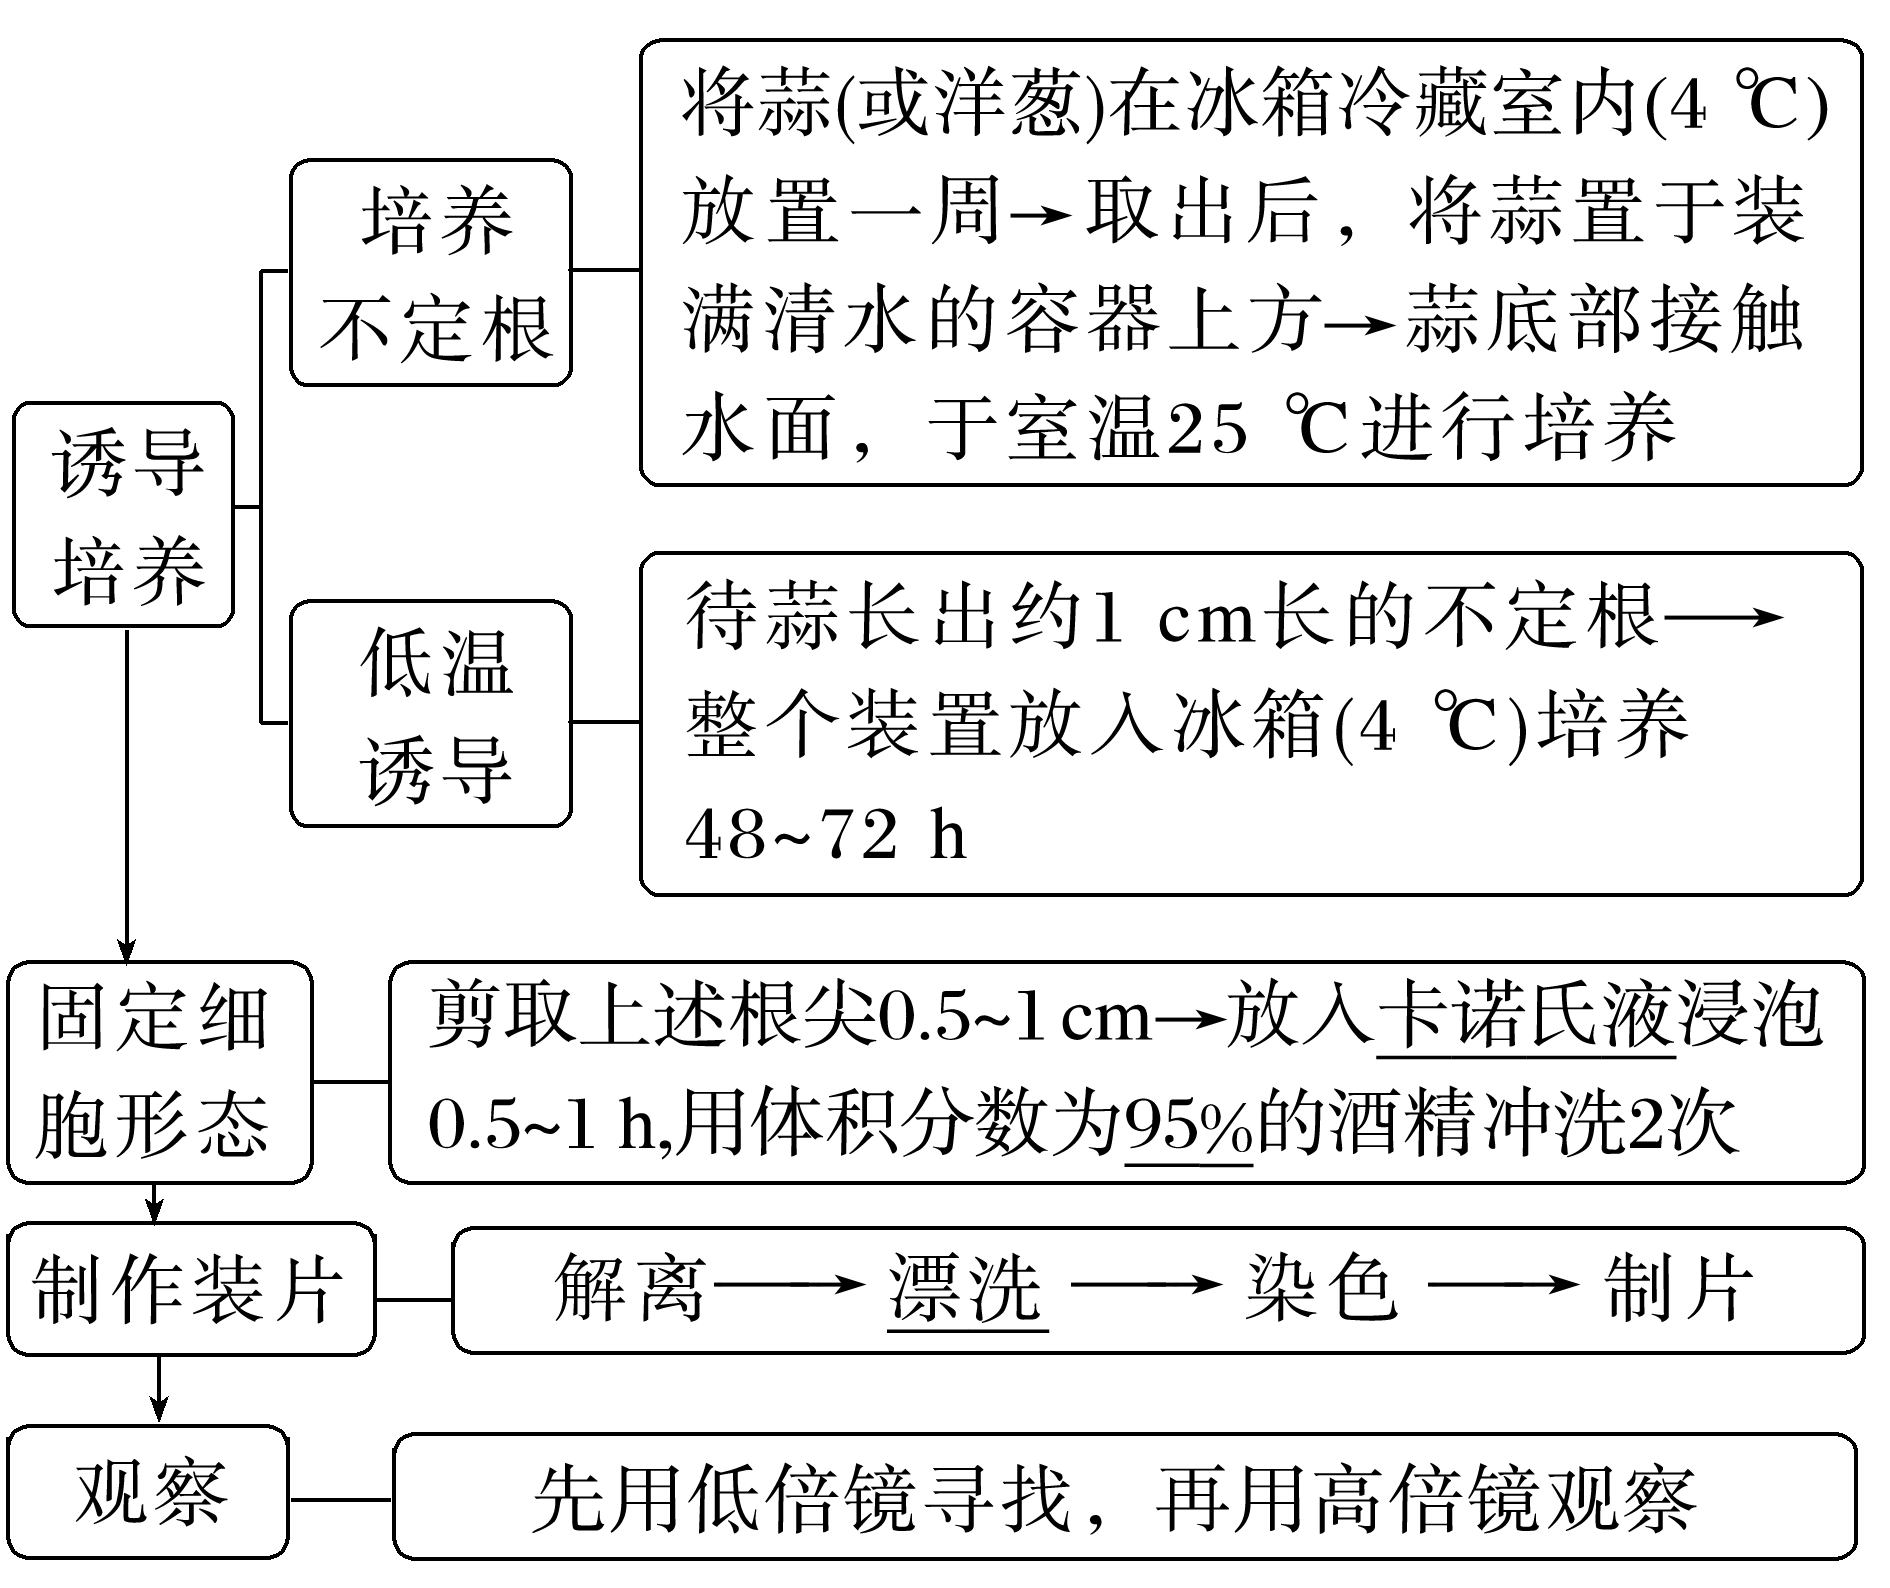 诱导
培养
培养
不定根
将蒜(或洋葱)在冰箱冷藏室内(4 ℃)
放置一周→取出后，将蒜置于装
满清水的容器上方→蒜底部接触
水面，于室温25 ℃进行培养
低温
诱导
待蒜长出约1 cm长的不定根→
整个装置放入冰箱(4 ℃)培养
48~72 h
固定细
胞形态
剪取上述根尖0.5~1 cm→放入卡诺氏液浸泡
0.5~1 h,用体积分数为95%的酒精冲洗2次
制作装片
解离→漂洗→染色→制片
观察
先用低倍镜寻找，再用高倍镜观察